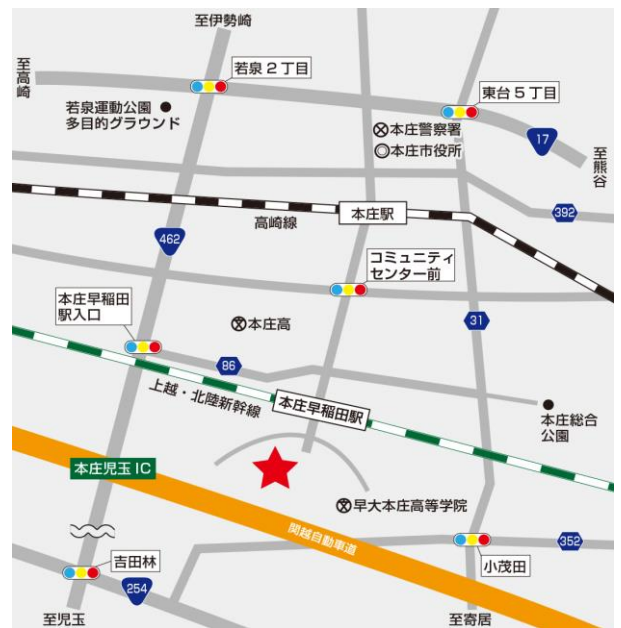 至伊勢崎
至高崎
若泉2丁目
若泉運動公園
多目的グラウンド
東台5丁目
本庄警察署
本庄市役所
17
至熊谷
392
本庄駅
高崎線
462
コミュニティ
センター前
本庄早稲田
駅入口
本庄高
31
86
上越・北陸新幹線
本庄早稲田駅
本庄総合
公園
本庄児玉IC
早大本庄高等学院
関越自動車道
352
小茂田
吉田林
254
至児玉
至寄居